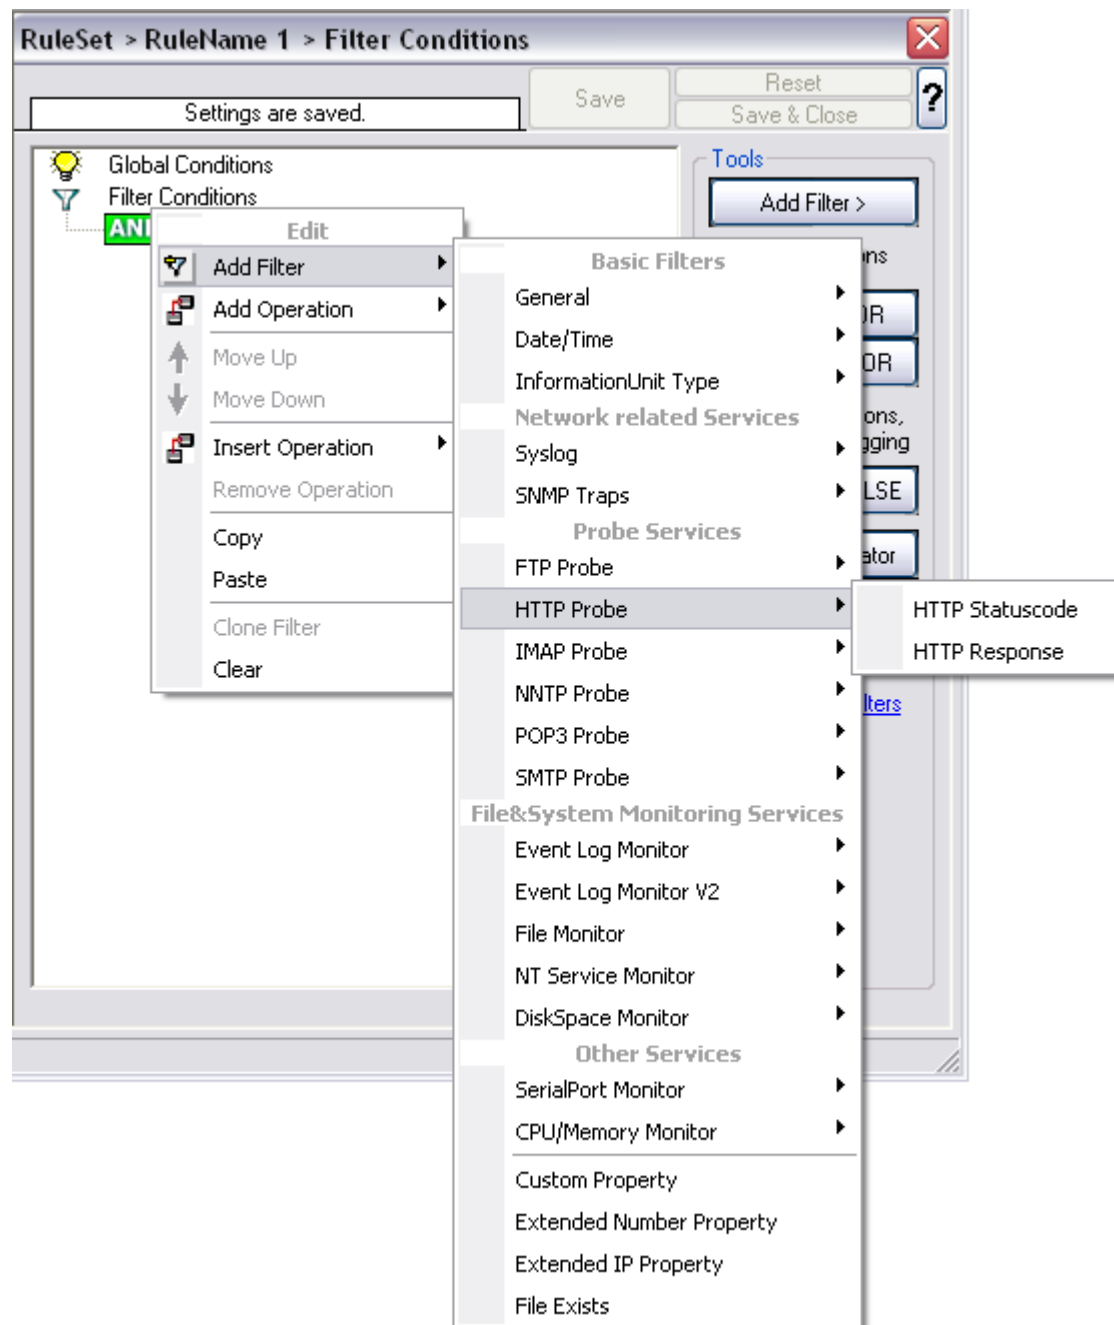 RuleSet > RuleName 1 > Filter Conditions
Settings are saved.
Save
Reset
Save & Close
?
Global Conditions
Filter Conditions
Tools
Add Filter >
Edit
Add Filter
Add Operation
Move Up
Move Down
Insert Operation
Remove Operation
Copy
Paste
Clone Filter
Clear
Basic Filters
General
Date/Time
InformationUnit Type
Network related Services
Syslog
SNMP Traps
Probe Services
FTP Probe
HTTP Probe
IMAP Probe
NNTP Probe
POP3 Probe
SMTP Probe
File&System Monitoring Services
Event Log Monitor
Event Log Monitor V2
File Monitor
NT Service Monitor
DiskSpace Monitor
Other Services
SerialPort Monitor
CPU/Memory Monitor
Custom Property
Extended Number Property
Extended IP Property
File Exists
HTTP Statuscode
HTTP Response